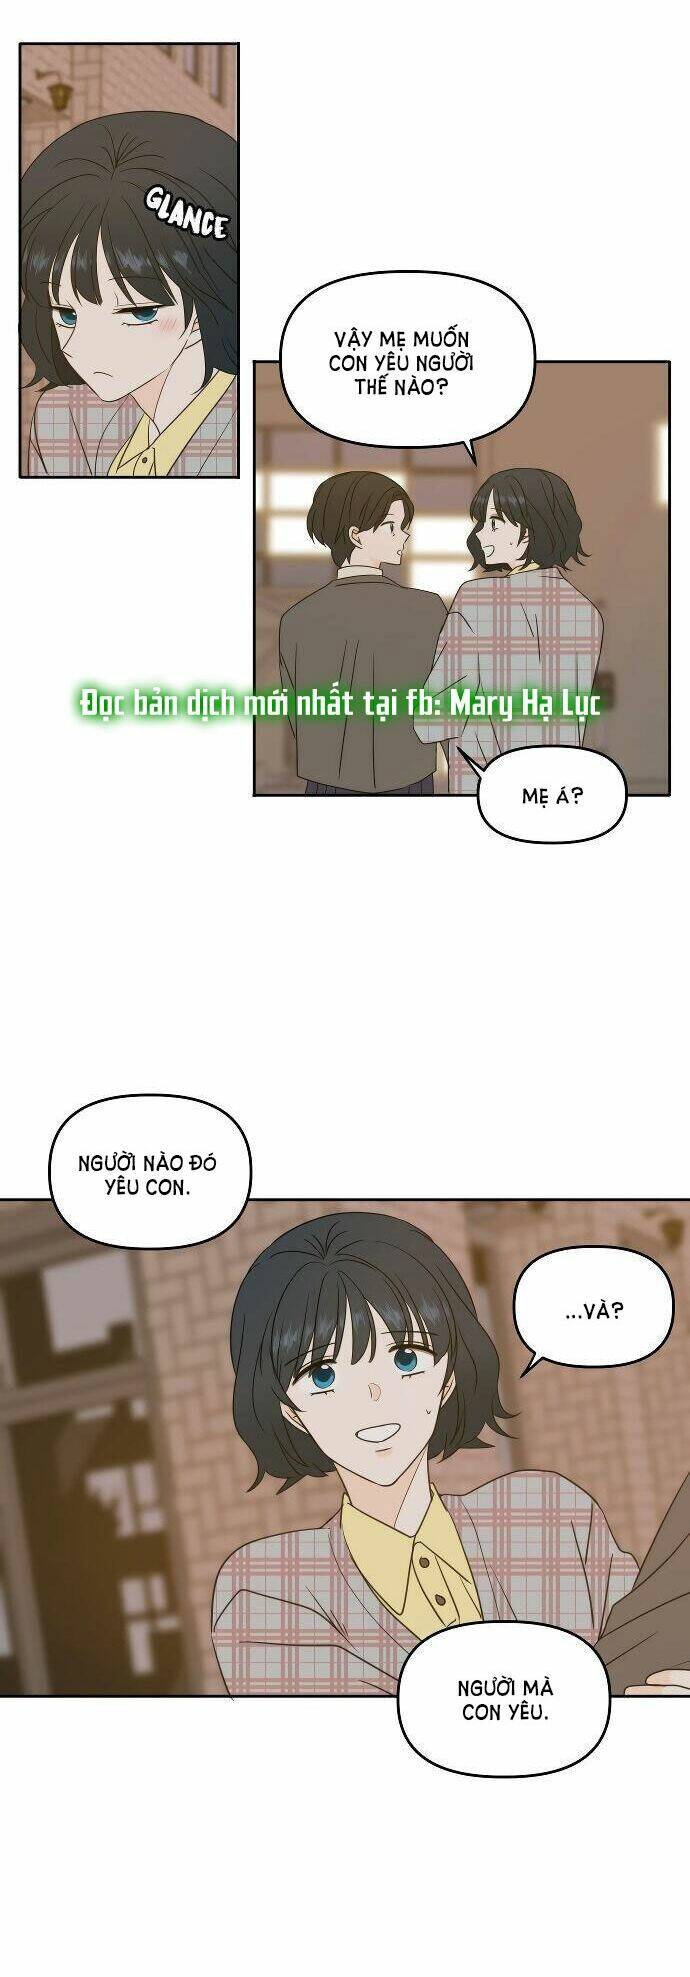 GLANCE
VẬY MẸ MUỐN
CON YÊU NGƯỜI
THẾ NÀO?
Đọc bản dịch mới nhất tại fb: Mary Hạ Lục
MẸ Á?
NGƯỜI NÀO ĐÓ
YÊU CON.
...VÀ?
NGƯỜI MÀ
CON YÊU.